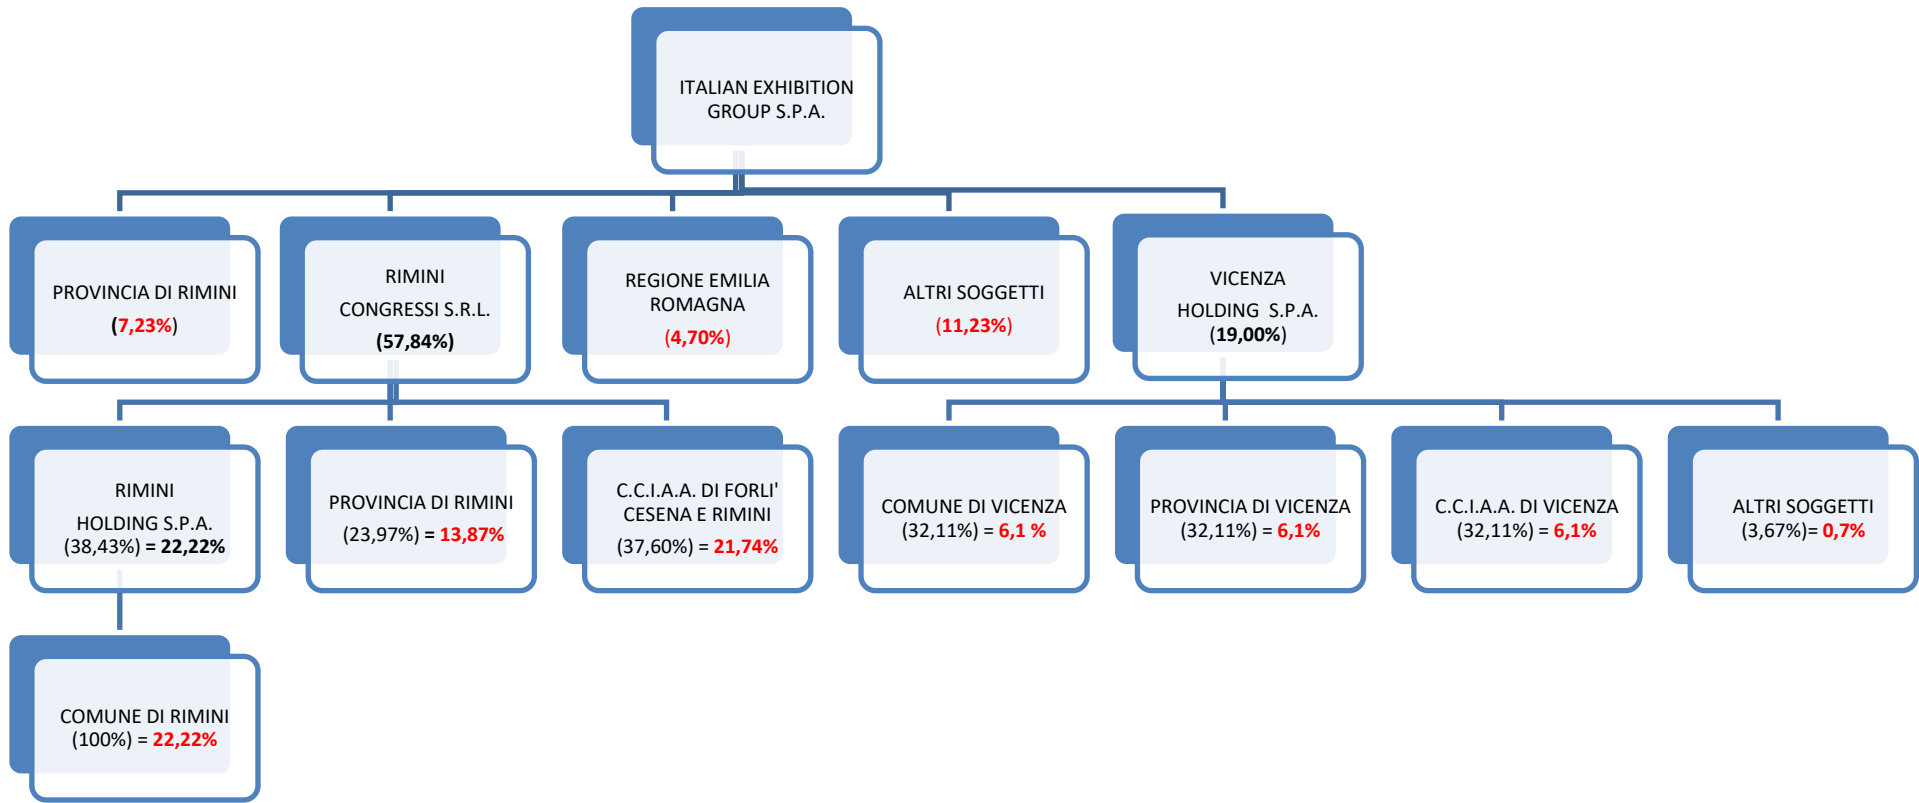 ITALIAN EXHIBITION
GROUP S.P.A.
PROVINCIA DI RIMINI
(7,23%)
RIMINI
CONGRESSI S.R.L.
(57,84%)
REGIONE EMILIA
ROMAGNA
(4,70%)
ALTRI SOGGETTI
(11,23%)
VICENZA
HOLDING S.P.A.
(19,00%)
RIMINI
HOLDING S.P.A.
(38,43%) = 22,22%
PROVINCIA DI RIMINI
(23,97%) = 13,87%
C.C.I.A.A. DI FORLI'
CESENA E RIMINI
(37,60%) = 21,74%
COMUNE DI VICENZA
(32,11%) = 6,1 %
PROVINCIA DI VICENZA
(32,11%) = 6,1%
C.C.I.A.A. DI VICENZA
(32,11%) = 6,1%
ALTRI SOGGETTI
(3,67%)= 0,7%
COMUNE DI RIMINI
(100%) = 22,22%